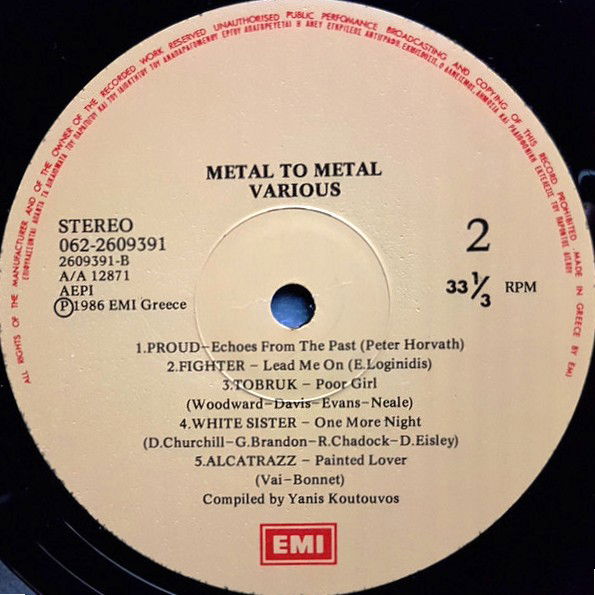 ALL RIGHTS OF THE MANUFACTURER AND OF THE OWNER OF THE RECORDED WORK RESERVED UNAUTHORISED PUBLIC PERFOMANCE BROADCASTING AND COPYING OF THIS RECORD PROHIBITED MADE IN GREECE BY EMI
METAL TO METAL
VARIOUS
STEREO
062-2609391
2609391-B
A/A 12871
AEPI
Ⓟ1986 EMI Greece
2
33 1/3 RPM
1.PROUD–Echoes From The Past (Peter Horvath)
2.FIGHTER – Lead Me On (E.Loginidis)
3.TOBRUK – Poor Girl
(Woodward–Davis–Evans–Neale)
4.WHITE SISTER – One More Night
(D.Churchill–G.Brandon–R.Chadock–D.Eisley)
5.ALCATRAZZ – Painted Lover
(Vai-Bonnet)
Compiled by Yanis Koutouvos
EMI